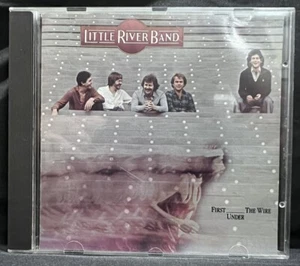 LITTLE RIVER BAND
FIRST THE WIRE
UNDER